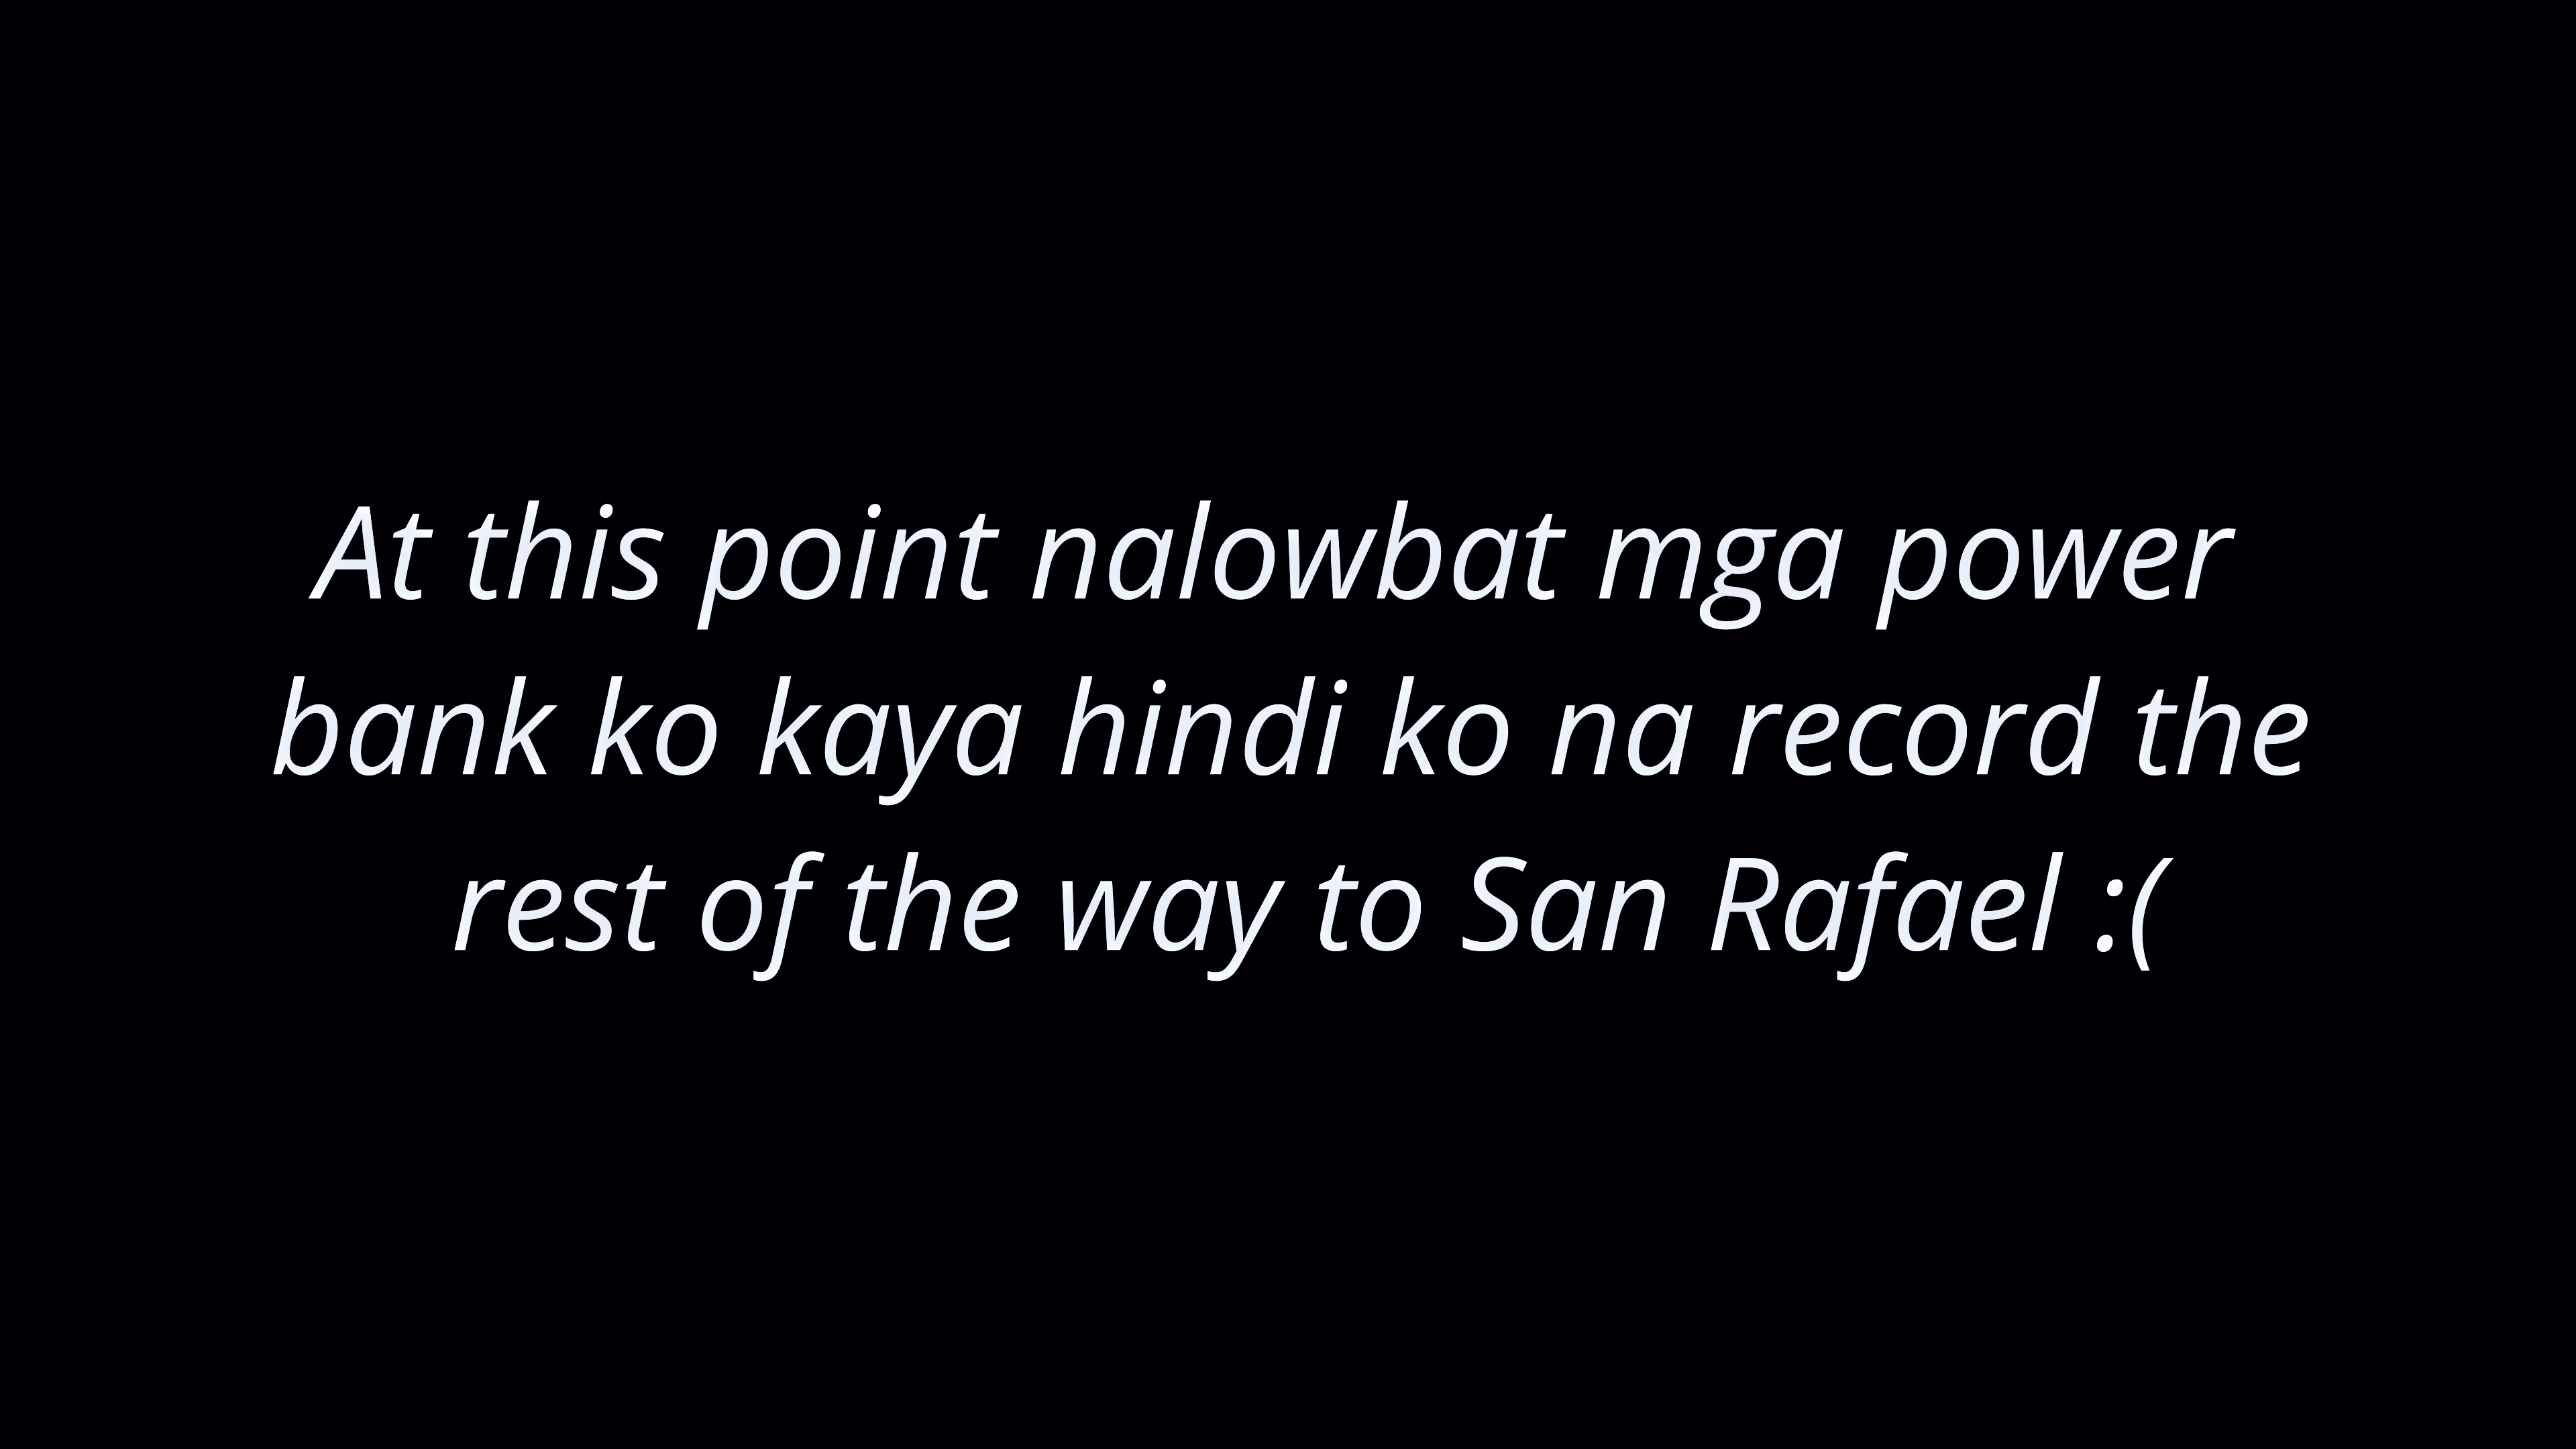 At this point nalowbat mga power
bank ko kaya hindi ko na record the
rest of the way to San Rafael :(